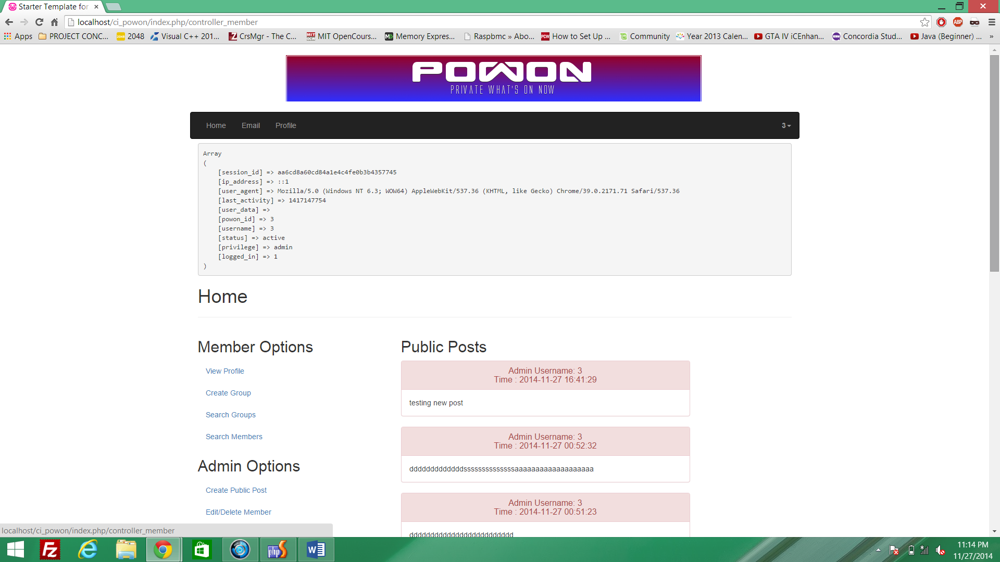 Starter Template for
localhost/ci_powon/index.php/controller_member
Apps PROJECT CONC... 2048 Visual C++ 201... CrsMgr - The C... MIT OpenCours... Memory Expres... Raspbmc » Abo... How to Set Up ... Community Year 2013 Calen... GTA IV iCEnhan... Concordia Stud... Java (Beginner) ... »
POWON
PRIVATE WHAT'S ON NOW
Home Email Profile 3
Array
(
[session_id] => aa6cd8a60cd84a1e4c4fe0b3b4357745
[ip_address] => ::1
[user_agent] => Mozilla/5.0 (Windows NT 6.3; WOW64) AppleWebKit/537.36 (KHTML, like Gecko) Chrome/39.0.2171.71 Safari/537.36
[last_activity] => 1417147754
[user_data] =>
[powon_id] => 3
[username] => 3
[status] => active
[privilege] => admin
[logged_in] => 1
)
Home
Member Options
View Profile
Create Group
Search Groups
Search Members
Admin Options
Create Public Post
Edit/Delete Member
Public Posts
Admin Username: 3
Time : 2014-11-27 16:41:29
testing new post
Admin Username: 3
Time : 2014-11-27 00:52:32
dddddddddddddssssssssssssssaaaaaaaaaaaaaaaaaaa
Admin Username: 3
Time : 2014-11-27 00:51:23
ddddddddddddddddddddddddd
localhost/ci_powon/index.php/controller_member
11:14 PM
11/27/2014